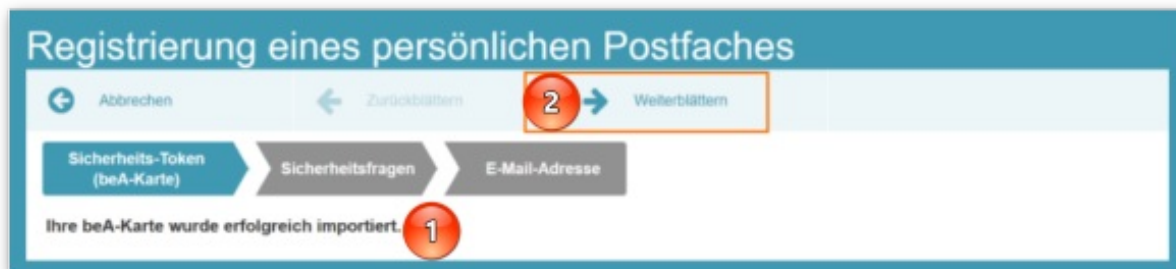 Registrierung eines persönlichen Postfaches
Abbrechen
Zurückblättern
2
Weiterblättern
Sicherheits-Token
(beA-Karte)
Sicherheitsfragen
E-Mail-Adresse
Ihre beA-Karte wurde erfolgreich importiert.
1